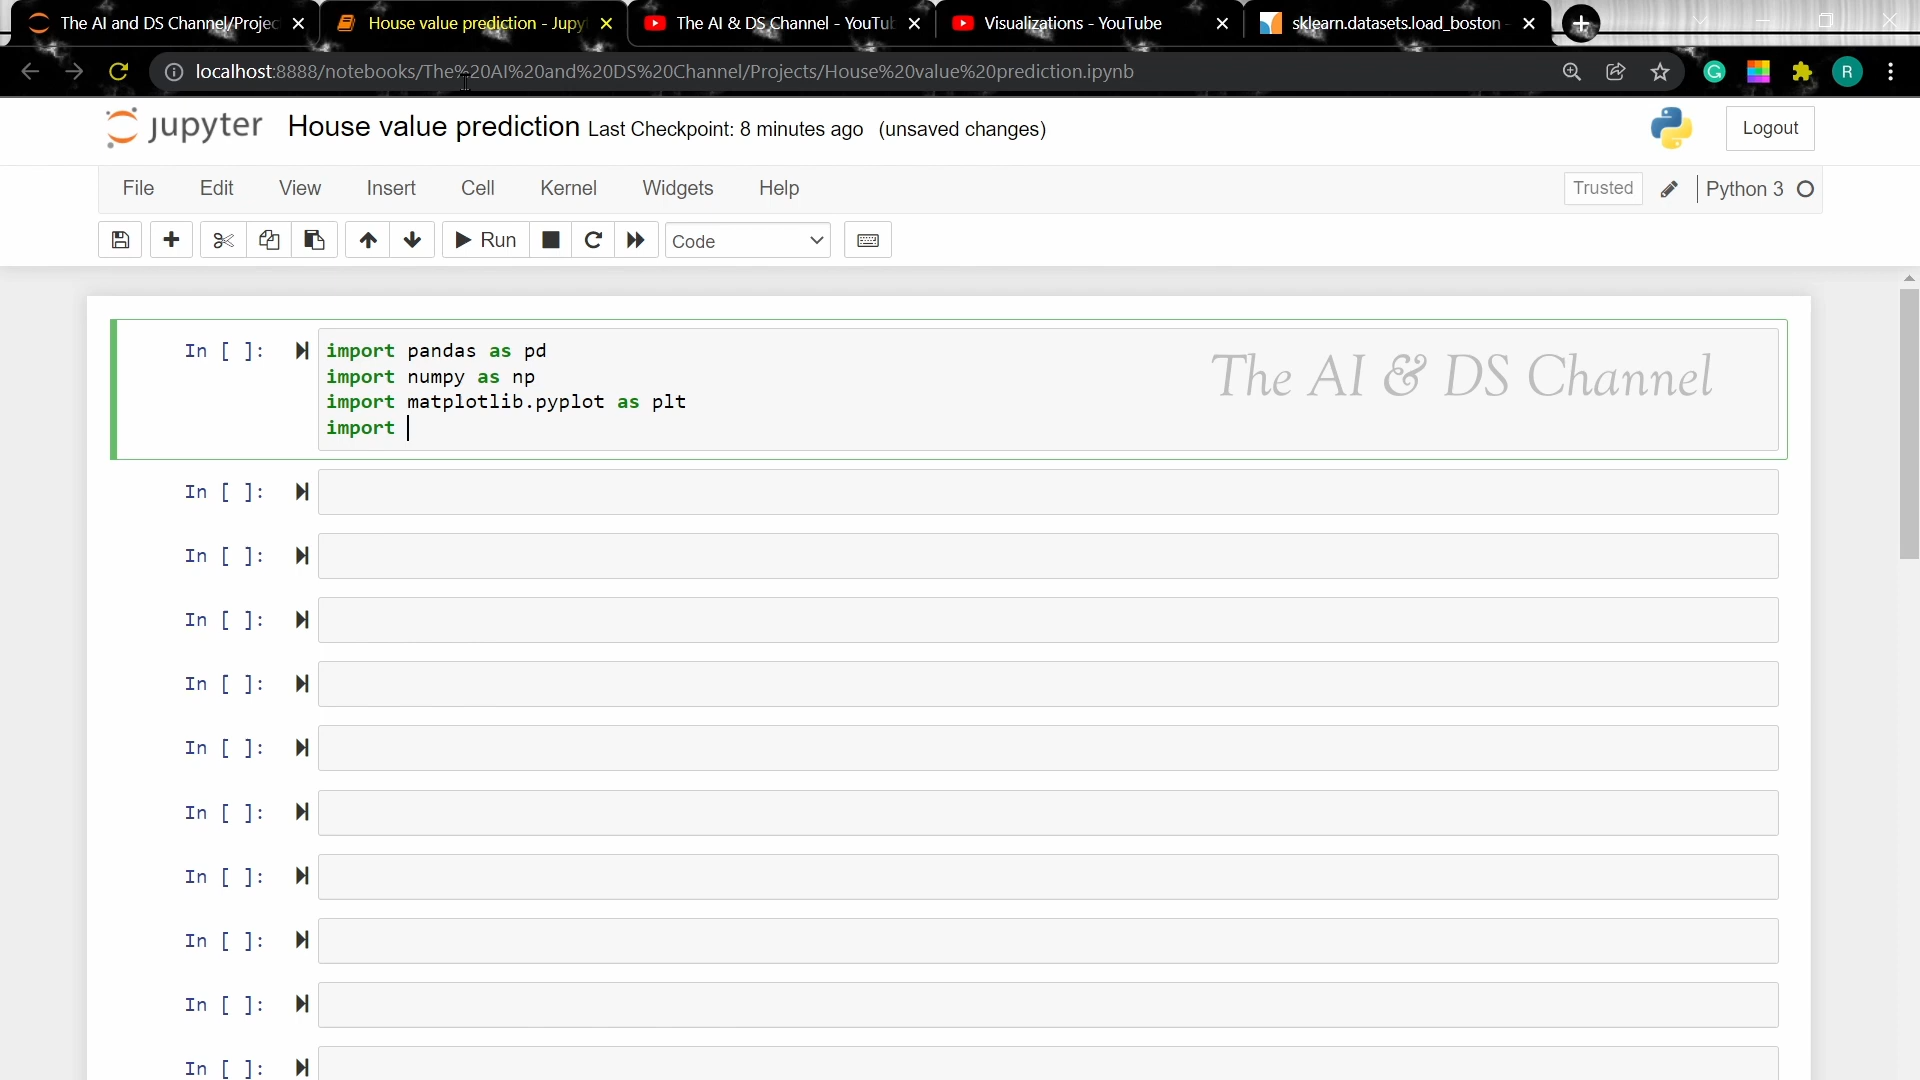 The AI and DS Channel/Projec
House value prediction - Jupy
The AI & DS Channel - YouTu
Visualizations - YouTube
sklearn.datasets.load_boston -
localhost:8888/notebooks/The%20AI%20and%20DS%20Channel/Projects/House%20value%20prediction.ipynb
R
jupyter House value prediction Last Checkpoint: 8 minutes ago (unsaved changes)
Logout
File Edit View Insert Cell Kernel Widgets Help
Trusted
Python 3
Run
Code
In [ ]:
import pandas as pd
import numpy as np
import matplotlib.pyplot as plt
import
The AI & DS Channel
In [ ]:
In [ ]:
In [ ]:
In [ ]:
In [ ]:
In [ ]:
In [ ]:
In [ ]:
In [ ]:
In [ ]: